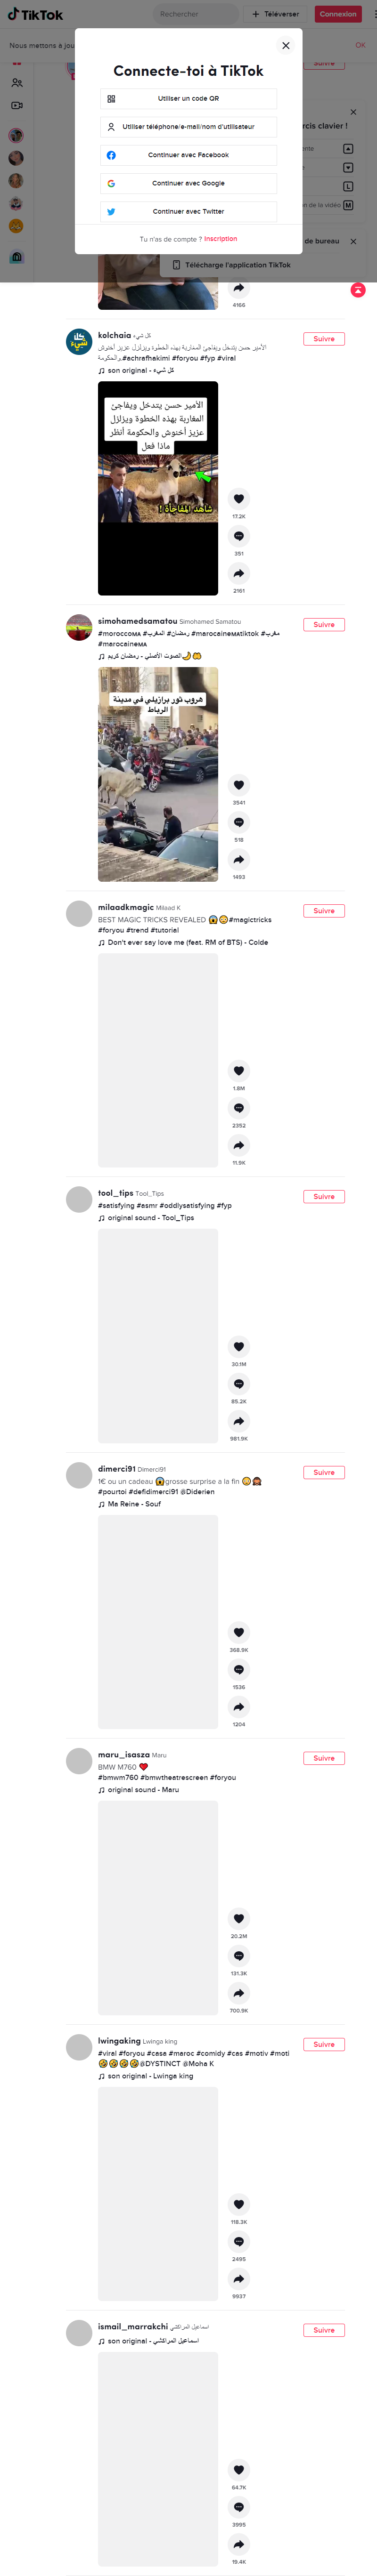 TikTok
Rechercher
Téléverser
Connexion
Nous mettons à jour
OK
Suivre
Connecte-toi à TikTok
Utiliser un code QR
Utiliser téléphone/e-mail/nom d'utilisateur
Continuer avec Facebook
Continuer avec Google
Continuer avec Twitter
Tu n'as de compte ? Inscription
rcis clavier !
L
on de la vidéo
M
de bureau
Télécharge l'application TikTok
4166
kolchaia كل شيء
Suivre
الأمير حسن يتدخل ويفاجئ المغاربة بهذه الخطوة ويزلزل عزيز أخنوش
والحكومة.#achrafhakimi #foryou #fyp #viral
son original - كل شيء
الأمير حسن يتدخل ويفاجئ
المغاربة بهذه الخطوة ويزلزل
عزيز أخنوش والحكومة أنظر
ماذا فعل
شاهد المفاجأة !
17.2K
351
2161
simohamedsamatou Simohamed Samatou
Suivre
#moroccoма #رمضان #المغرب #marocaineмаtiktok #مغرب
#marocaineма
الصوت الأصلي - رمضان كريم🌙🤲
هروب ثور برازيلي في مدينة
الرباط
3541
518
1493
milaadkmagic Milaad K
Suivre
BEST MAGIC TRICKS REVEALED 😱😳#magictricks
#foryou #trend #tutorial
Don't ever say love me (feat. RM of BTS) - Colde
1.8M
2352
11.9K
tool_tips Tool_Tips
Suivre
#satisfying #asmr #oddlysatisfying #fyp
original sound - Tool_Tips
30.1M
85.2K
981.9K
dimerci91 Dimerci91
Suivre
1€ ou un cadeau 😱grosse surprise a la fin 😳🙈
#pourtoi #defidimerci91 @Diderien
Ma Reine - Souf
368.9K
1536
1204
maru_isasza Maru
Suivre
BMW M760 ❤️
#bmwm760 #bmwtheatrescreen #foryou
original sound - Maru
20.2M
131.3K
700.9K
lwingaking Lwinga king
Suivre
#viral #foryou #casa #maroc #comidy #cas #motiv #moti
🤣🤣🤣🤣@DYSTINCT @Moha K
son original - Lwinga king
118.3K
2495
9937
ismail_marrakchi اسماعيل المراكشي
Suivre
son original - اسماعيل المراكشي
64.7K
3995
19.4K